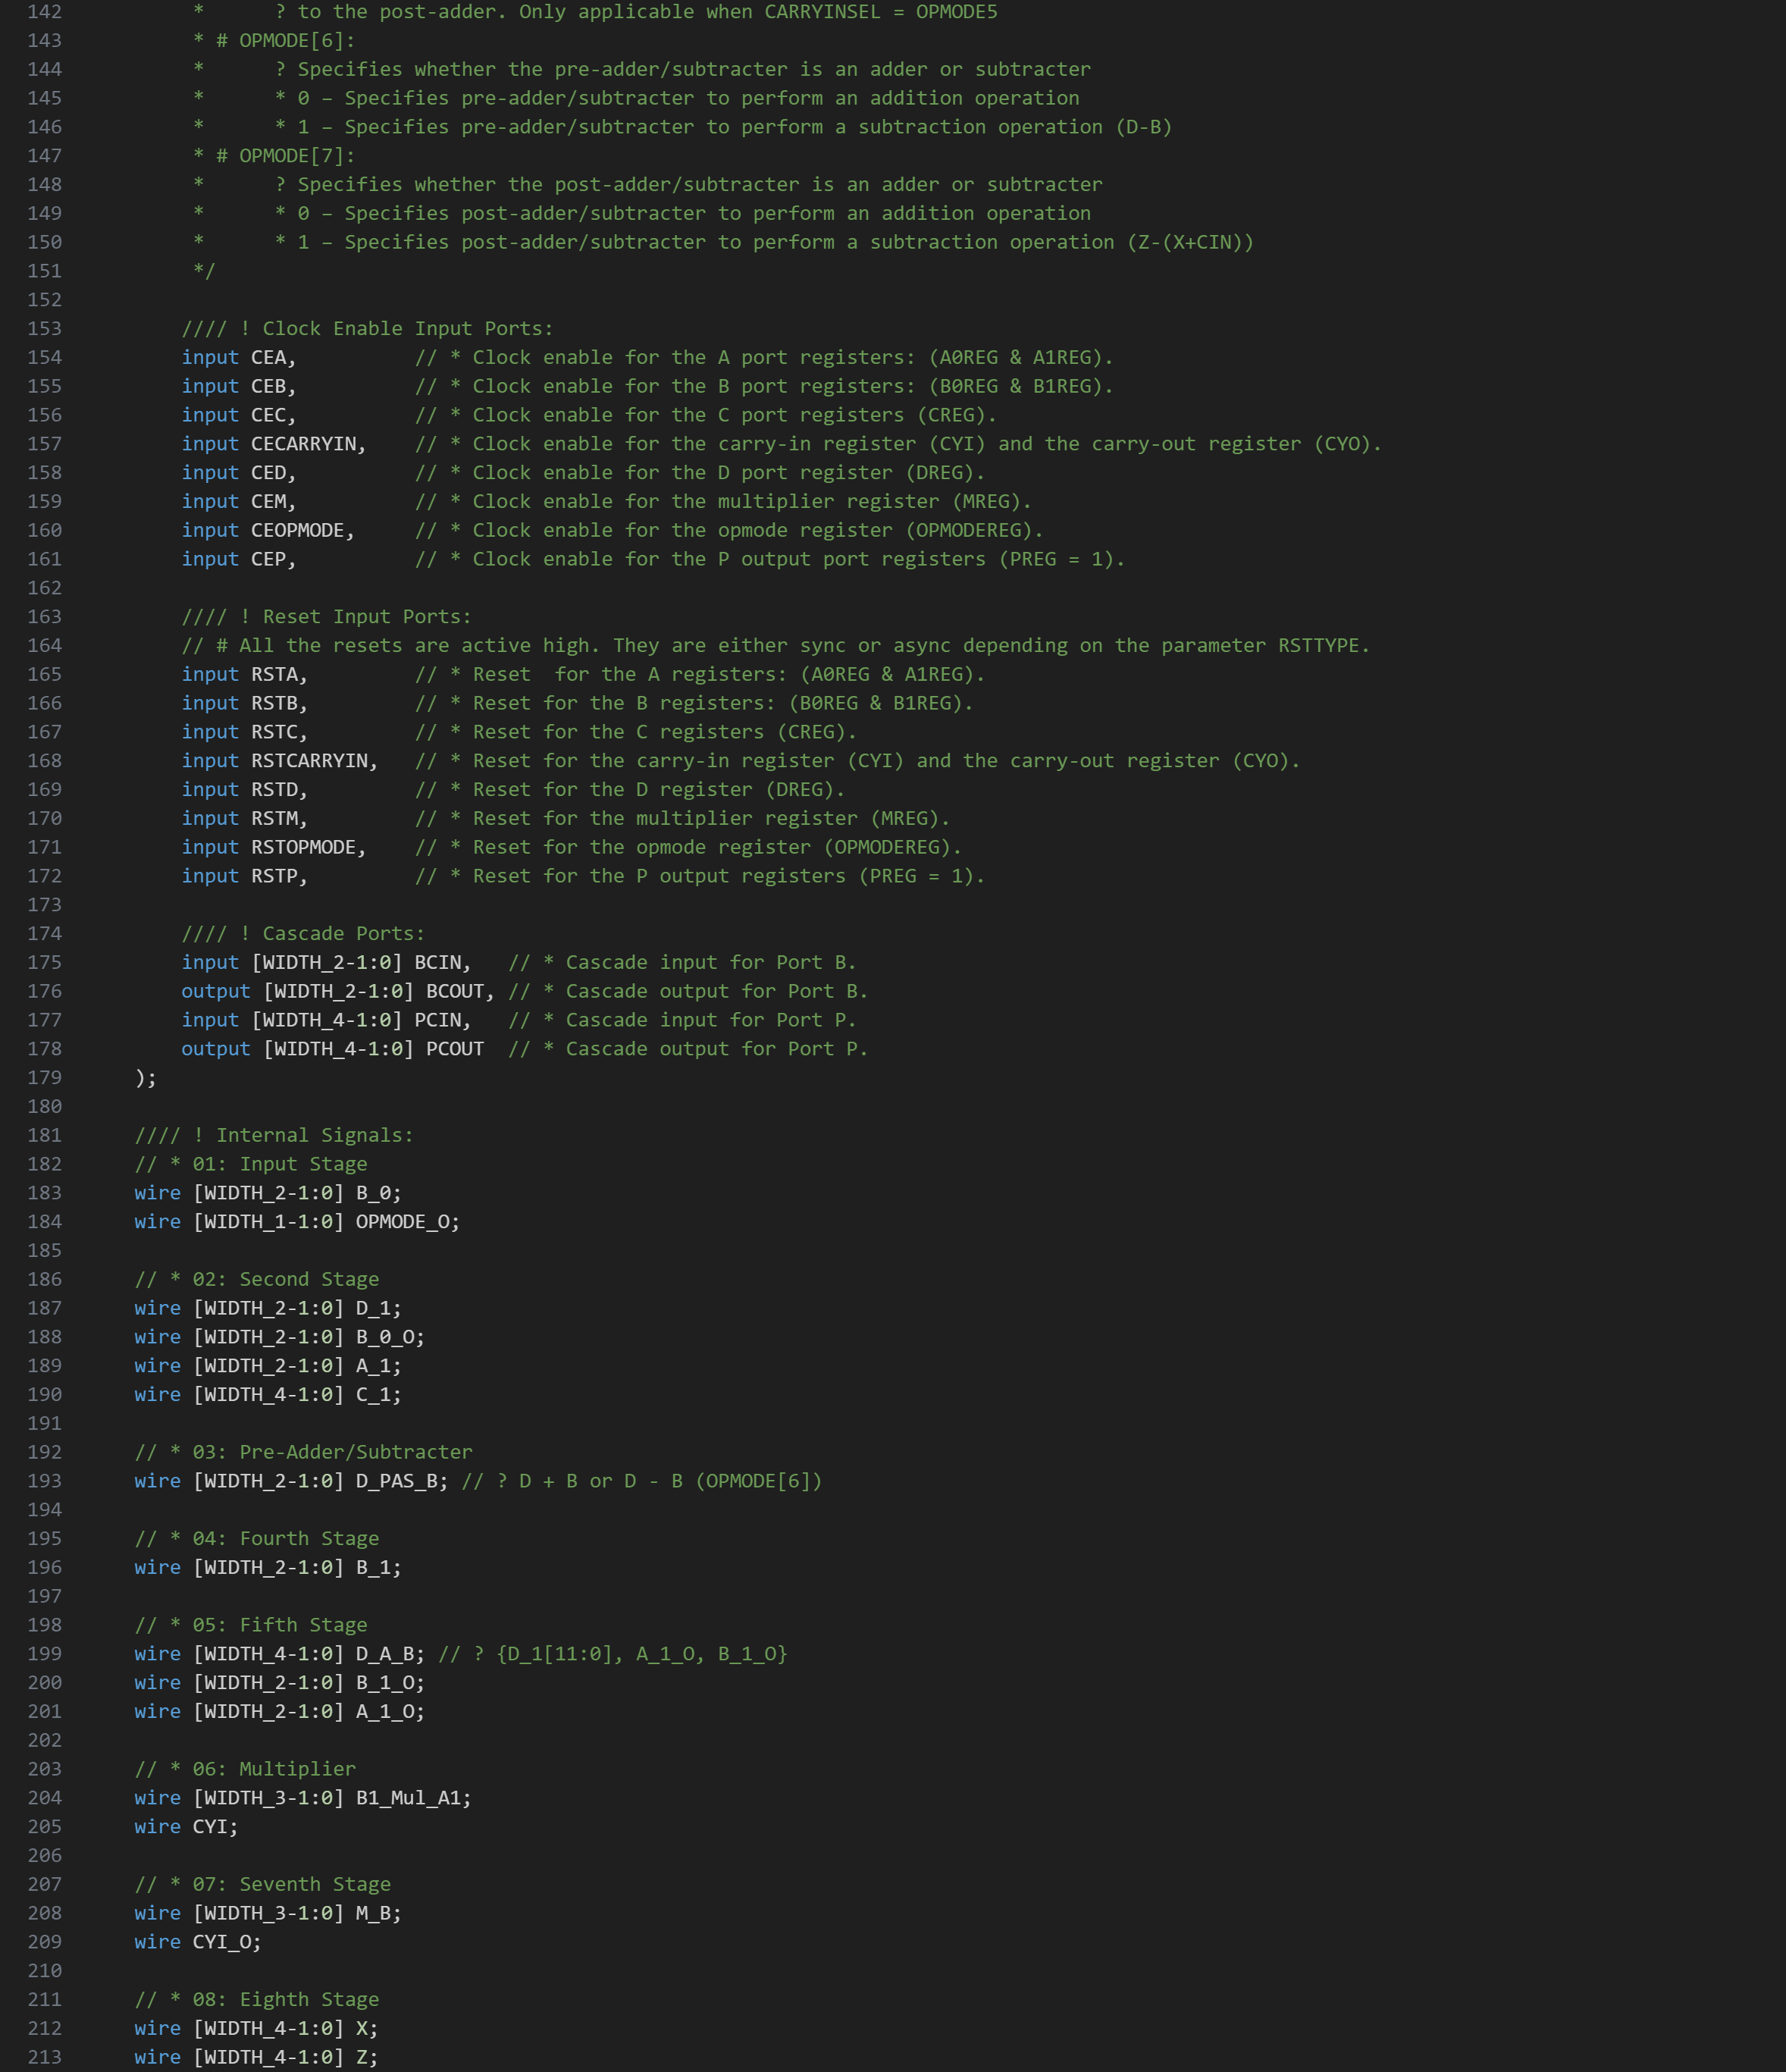 142         *      ? to the post-adder. Only applicable when CARRYINSEL = OPMODE5
143         * # OPMODE[6]:
144         *      ? Specifies whether the pre-adder/subtracter is an adder or subtracter
145         *      * 0 – Specifies pre-adder/subtracter to perform an addition operation
146         *      * 1 – Specifies pre-adder/subtracter to perform a subtraction operation (D-B)
147         * # OPMODE[7]:
148         *      ? Specifies whether the post-adder/subtracter is an adder or subtracter
149         *      * 0 – Specifies post-adder/subtracter to perform an addition operation
150         *      * 1 – Specifies post-adder/subtracter to perform a subtraction operation (Z-(X+CIN))
151         */
152
153        //// ! Clock Enable Input Ports:
154        input CEA,          // * Clock enable for the A port registers: (A0REG & A1REG).
155        input CEB,          // * Clock enable for the B port registers: (B0REG & B1REG).
156        input CEC,          // * Clock enable for the C port registers (CREG).
157        input CECARRYIN,    // * Clock enable for the carry-in register (CYI) and the carry-out register (CYO).
158        input CED,          // * Clock enable for the D port register (DREG).
159        input CEM,          // * Clock enable for the multiplier register (MREG).
160        input CEOPMODE,     // * Clock enable for the opmode register (OPMODEREG).
161        input CEP,          // * Clock enable for the P output port registers (PREG = 1).
162
163        //// ! Reset Input Ports:
164        // # All the resets are active high. They are either sync or async depending on the parameter RSTTYPE.
165        input RSTA,         // * Reset  for the A registers: (A0REG & A1REG).
166        input RSTB,         // * Reset for the B registers: (B0REG & B1REG).
167        input RSTC,         // * Reset for the C registers (CREG).
168        input RSTCARRYIN,   // * Reset for the carry-in register (CYI) and the carry-out register (CYO).
169        input RSTD,         // * Reset for the D register (DREG).
170        input RSTM,         // * Reset for the multiplier register (MREG).
171        input RSTOPMODE,    // * Reset for the opmode register (OPMODEREG).
172        input RSTP,         // * Reset for the P output registers (PREG = 1).
173
174        //// ! Cascade Ports:
175        input [WIDTH_2-1:0] BCIN,   // * Cascade input for Port B.
176        output [WIDTH_2-1:0] BCOUT, // * Cascade output for Port B.
177        input [WIDTH_4-1:0] PCIN,   // * Cascade input for Port P.
178        output [WIDTH_4-1:0] PCOUT  // * Cascade output for Port P.
179    );
180
181    //// ! Internal Signals:
182    // * 01: Input Stage
183    wire [WIDTH_2-1:0] B_0;
184    wire [WIDTH_1-1:0] OPMODE_O;
185
186    // * 02: Second Stage
187    wire [WIDTH_2-1:0] D_1;
188    wire [WIDTH_2-1:0] B_0_O;
189    wire [WIDTH_2-1:0] A_1;
190    wire [WIDTH_4-1:0] C_1;
191
192    // * 03: Pre-Adder/Subtracter
193    wire [WIDTH_2-1:0] D_PAS_B; // ? D + B or D - B (OPMODE[6])
194
195    // * 04: Fourth Stage
196    wire [WIDTH_2-1:0] B_1;
197
198    // * 05: Fifth Stage
199    wire [WIDTH_4-1:0] D_A_B; // ? {D_1[11:0], A_1_O, B_1_O}
200    wire [WIDTH_2-1:0] B_1_O;
201    wire [WIDTH_2-1:0] A_1_O;
202
203    // * 06: Multiplier
204    wire [WIDTH_3-1:0] B1_Mul_A1;
205    wire CYI;
206
207    // * 07: Seventh Stage
208    wire [WIDTH_3-1:0] M_B;
209    wire CYI_O;
210
211    // * 08: Eighth Stage
212    wire [WIDTH_4-1:0] X;
213    wire [WIDTH_4-1:0] Z;